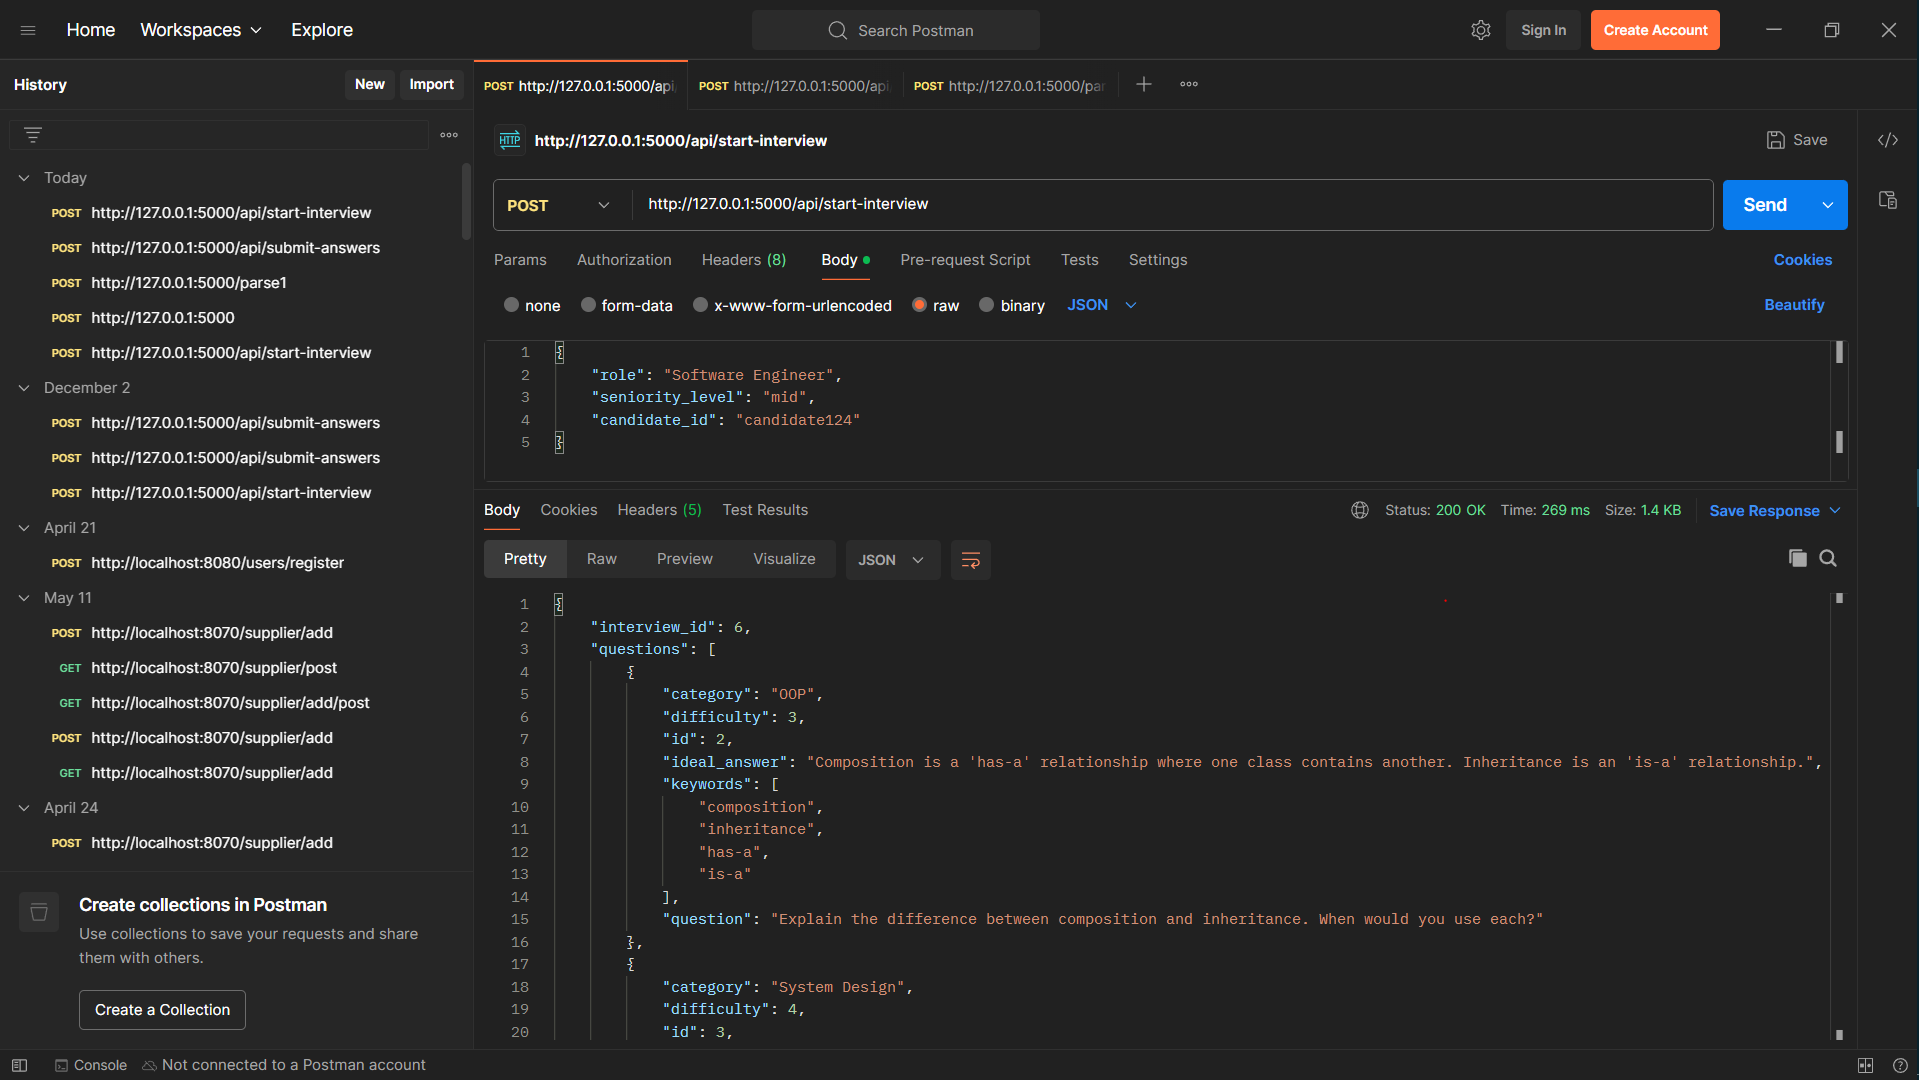 Home Workspaces Explore Search Postman Sign In Create Account
History New Import
POST http://127.0.0.1:5000/api POST http://127.0.0.1:5000/api POST http://127.0.0.1:5000/par
HTTP http://127.0.0.1:5000/api/start-interview Save
Today
POST http://127.0.0.1:5000/api/start-interview
POST http://127.0.0.1:5000/api/submit-answers
POST http://127.0.0.1:5000/parse1
POST http://127.0.0.1:5000
POST http://127.0.0.1:5000/api/start-interview
December 2
POST http://127.0.0.1:5000/api/submit-answers
POST http://127.0.0.1:5000/api/submit-answers
POST http://127.0.0.1:5000/api/start-interview
April 21
POST http://localhost:8080/users/register
May 11
POST http://localhost:8070/supplier/add
GET http://localhost:8070/supplier/post
GET http://localhost:8070/supplier/add/post
POST http://localhost:8070/supplier/add
GET http://localhost:8070/supplier/add
April 24
POST http://localhost:8070/supplier/add
Create collections in Postman
Use collections to save your requests and share
them with others.
Create a Collection
POST http://127.0.0.1:5000/api/start-interview Send
Params Authorization Headers (8) Body Pre-request Script Tests Settings Cookies
none form-data x-www-form-urlencoded raw binary JSON Beautify
1 {
2 "role": "Software Engineer",
3 "seniority_level": "mid",
4 "candidate_id": "candidate124"
5 }
Body Cookies Headers (5) Test Results Status: 200 OK Time: 269 ms Size: 1.4 KB Save Response
Pretty Raw Preview Visualize JSON
1 {
2 "interview_id": 6,
3 "questions": [
4 {
5 "category": "OOP",
6 "difficulty": 3,
7 "id": 2,
8 "ideal_answer": "Composition is a 'has-a' relationship where one class contains another. Inheritance is an 'is-a' relationship.",
9 "keywords": [
10 "composition",
11 "inheritance",
12 "has-a",
13 "is-a"
14 ],
15 "question": "Explain the difference between composition and inheritance. When would you use each?"
16 },
17 {
18 "category": "System Design",
19 "difficulty": 4,
20 "id": 3,
Console Not connected to a Postman account